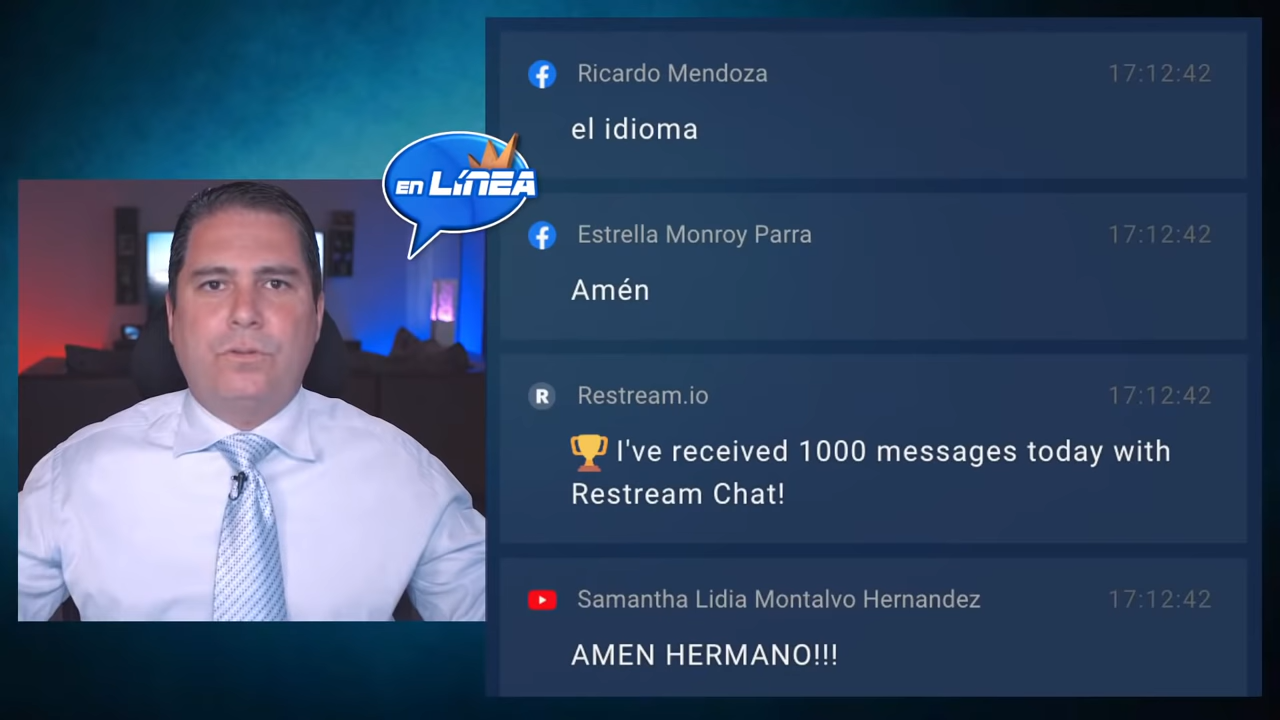 EN LÍNEA
Ricardo Mendoza 17:12:42
el idioma
Estrella Monroy Parra 17:12:42
Amén
R Restream.io 17:12:42
🏆 I've received 1000 messages today with
Restream Chat!
Samantha Lidia Montalvo Hernandez 17:12:42
AMEN HERMANO!!!